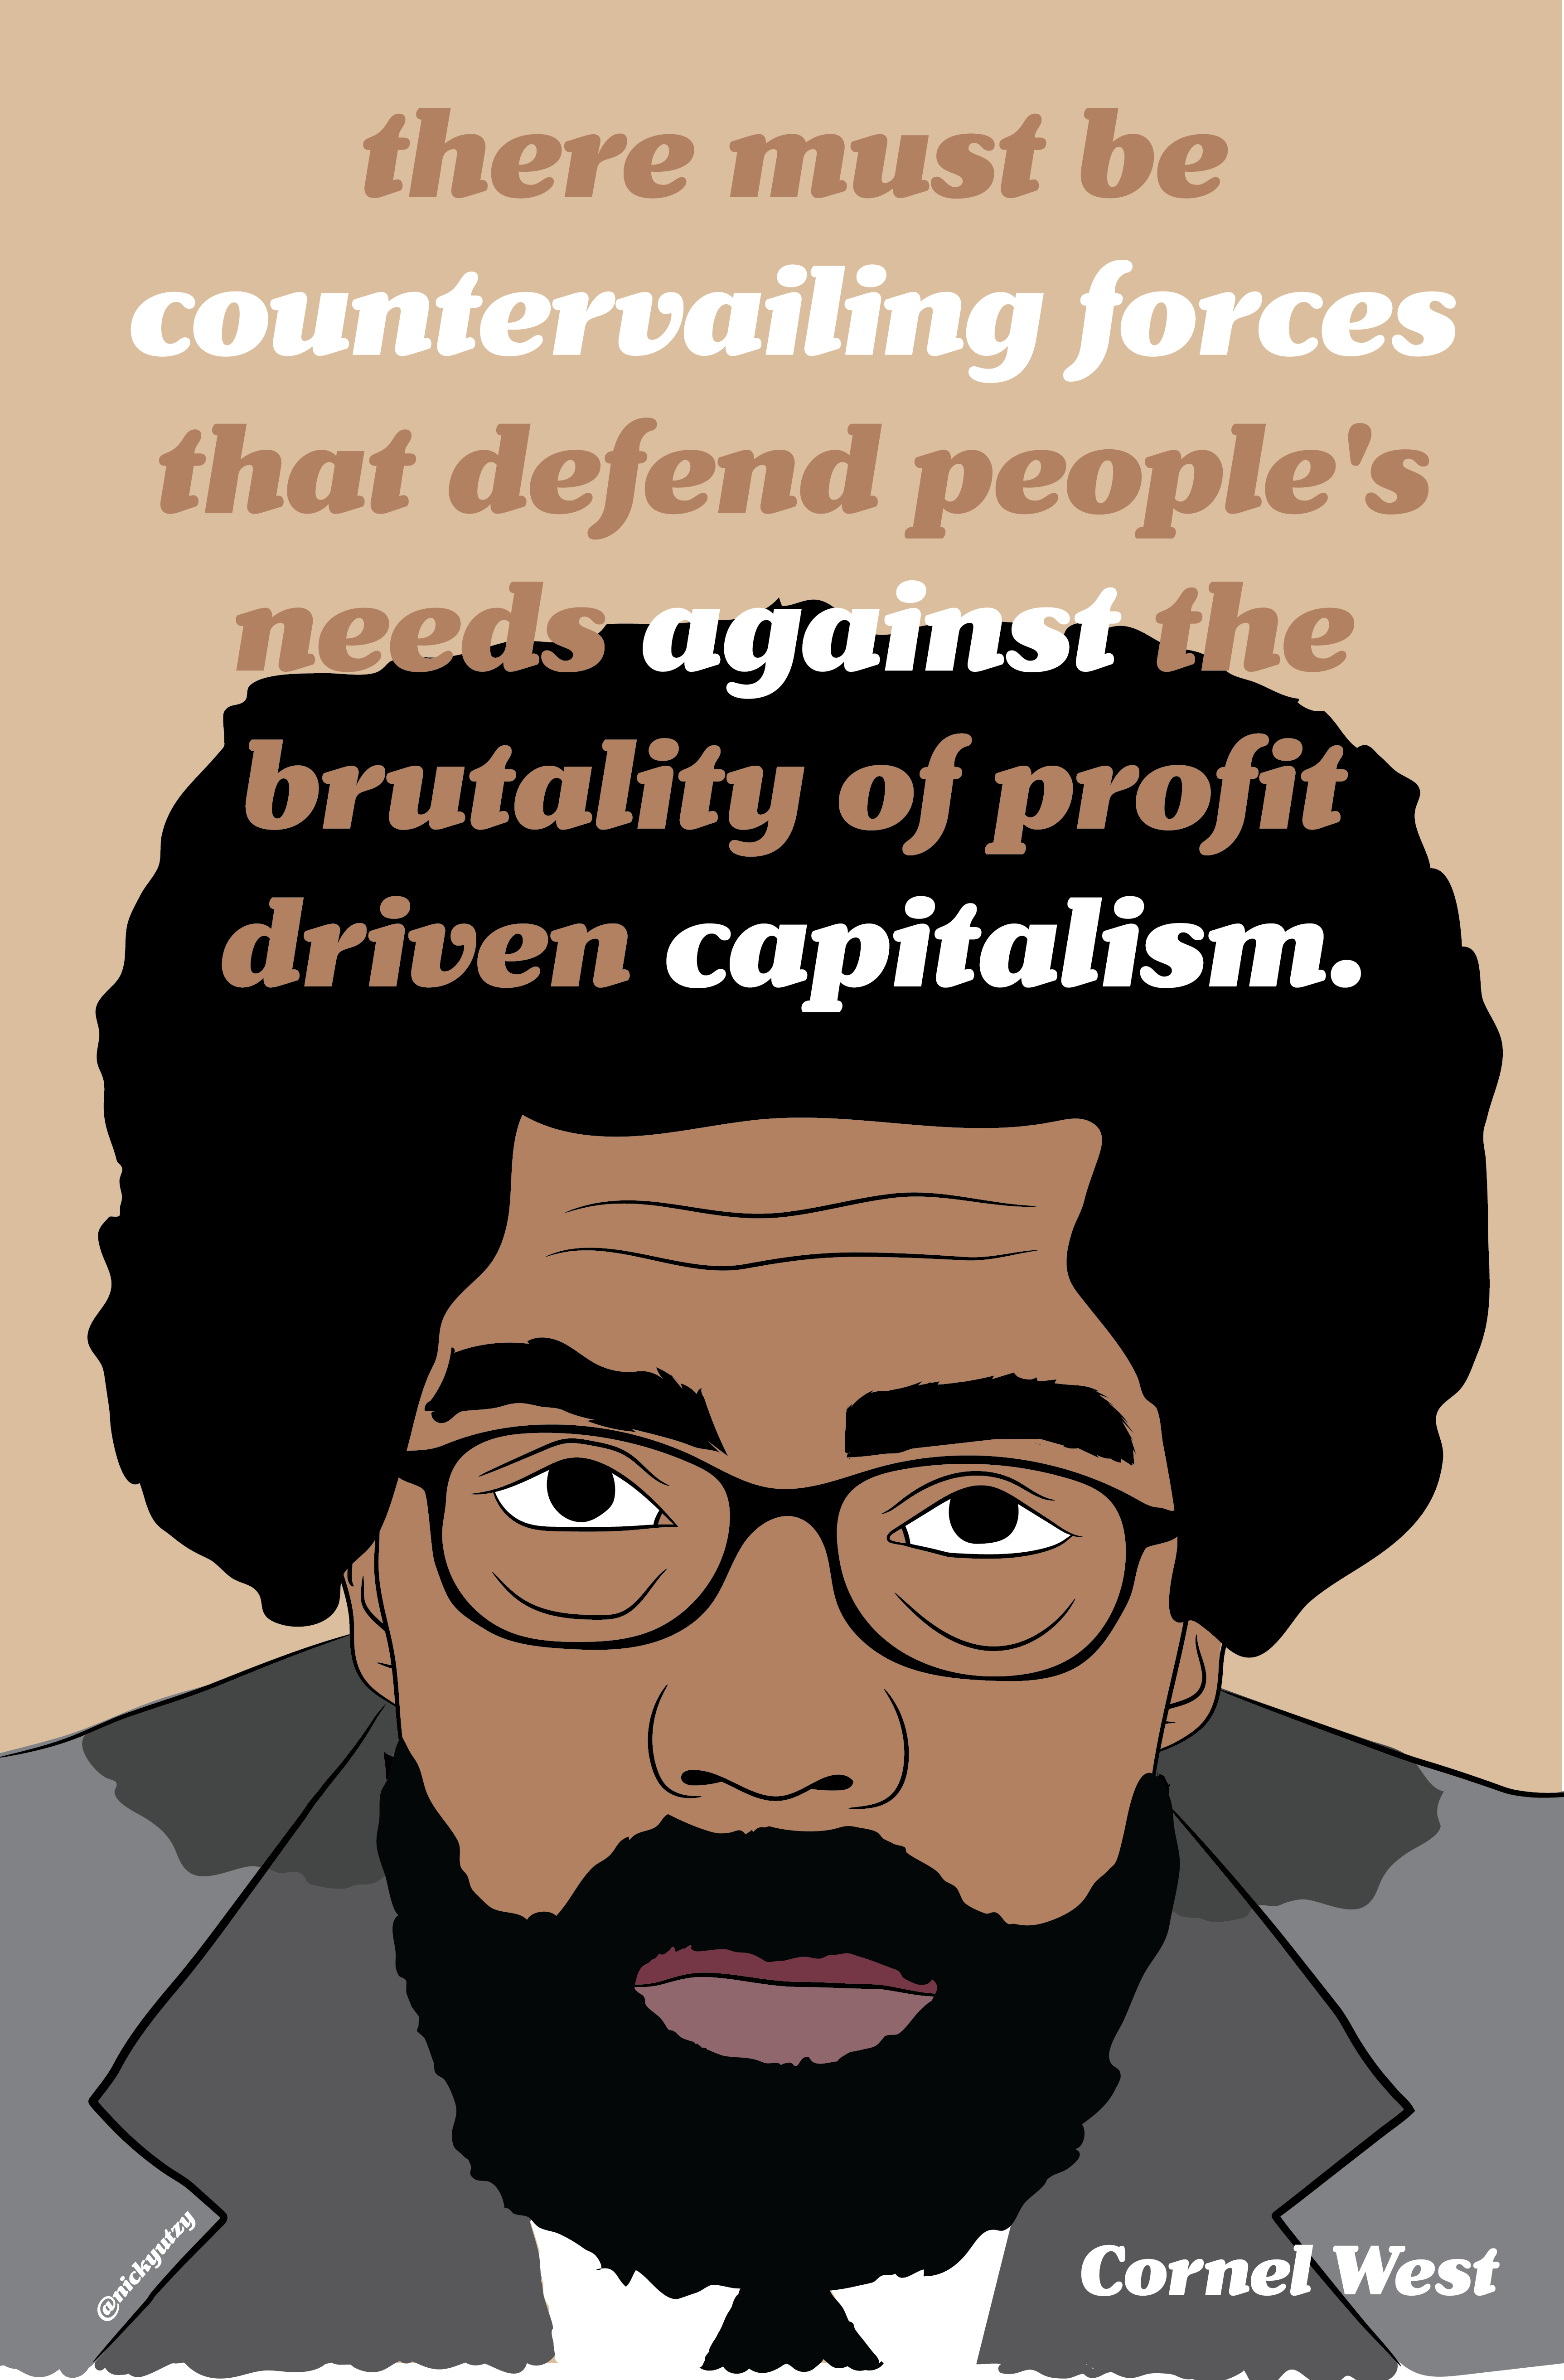 there must be
countervailing forces
that defend people's
needs against the
brutality of profit
driven capitalism.
@nickyutzy
Cornel West